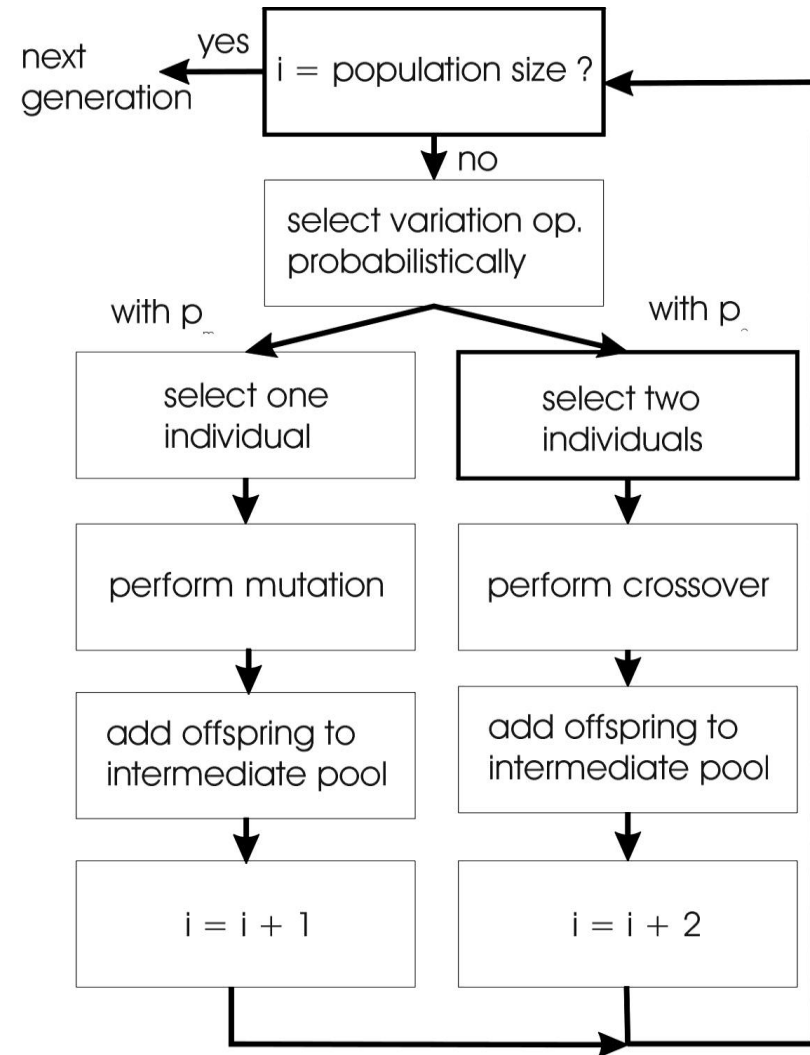 next
generation
yes
i = population size ?
no
select variation op.
probabilistically
with p
with p
select one
individual
select two
individuals
perform mutation
perform crossover
add offspring to
intermediate pool
add offspring to
intermediate pool
i = i + 1
i = i + 2